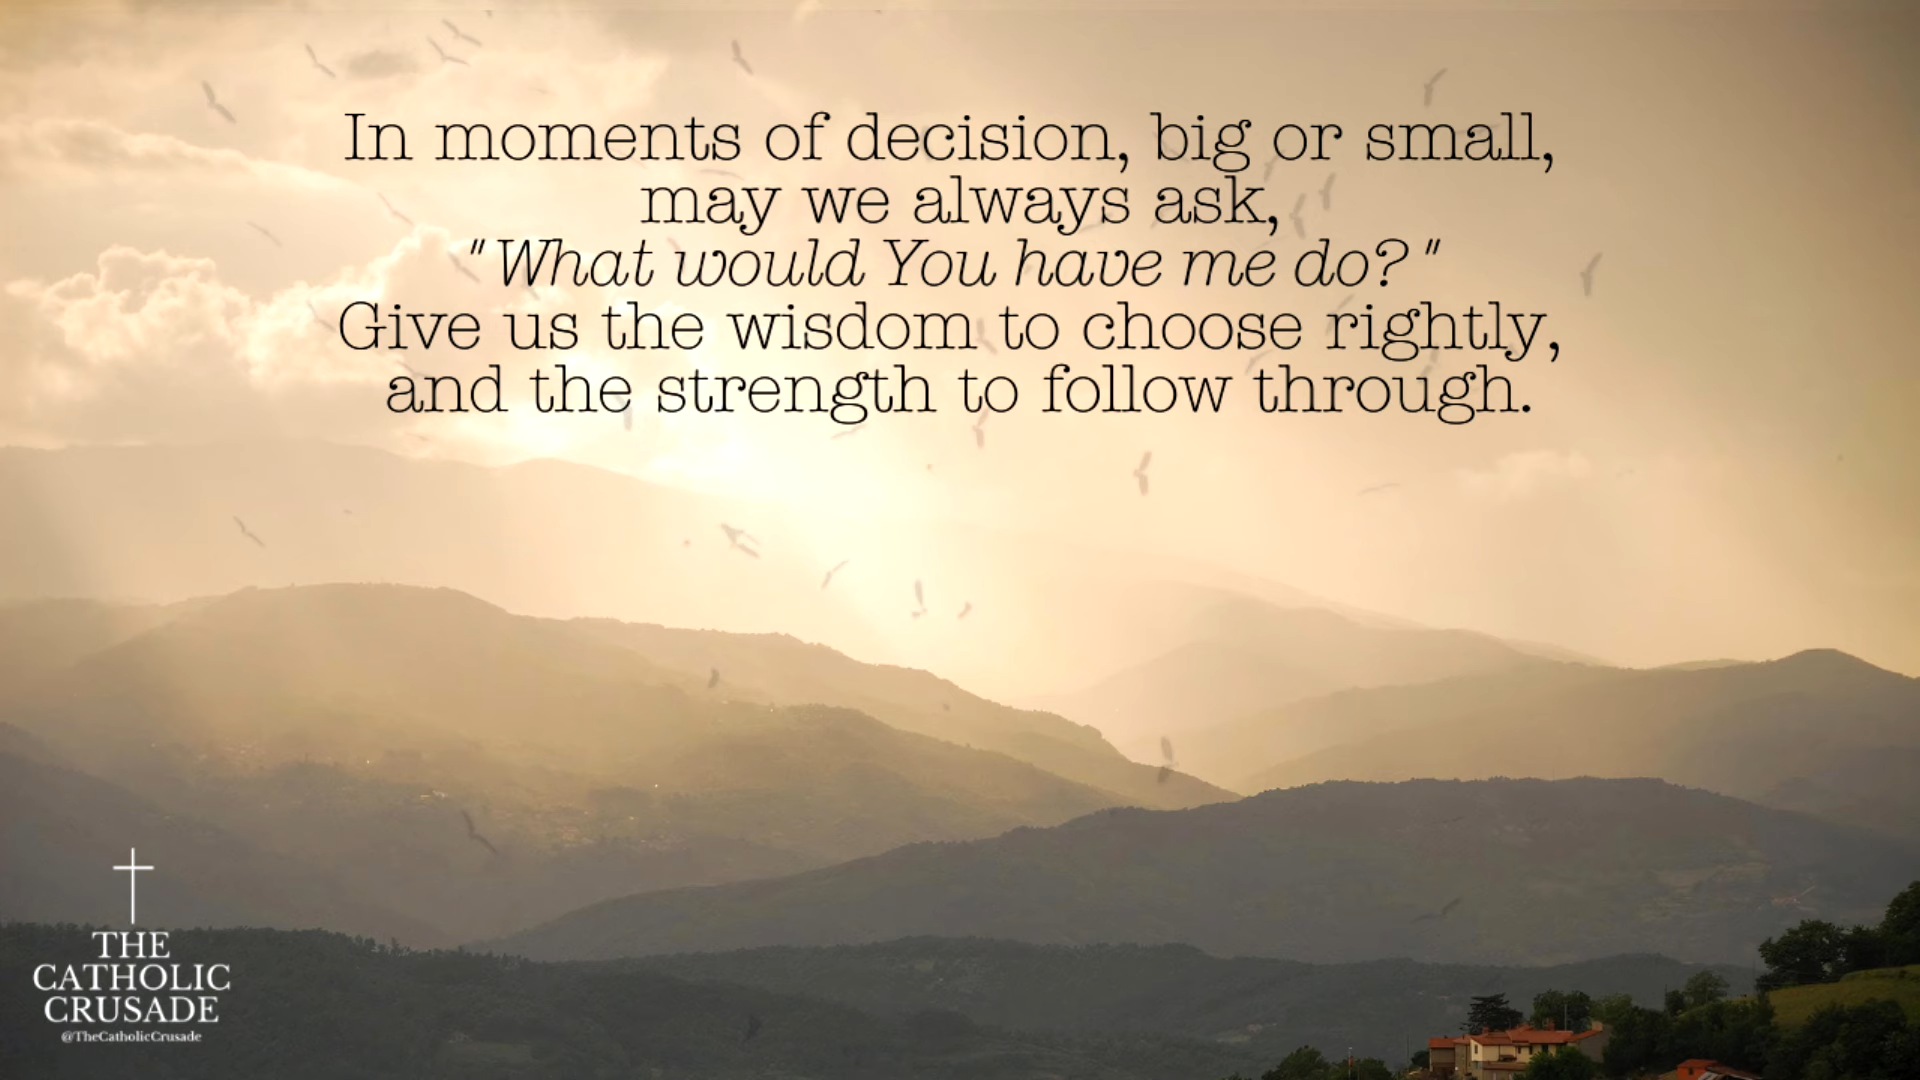 In moments of decision, big or small,
may we always ask,
"What would You have me do?"
Give us the wisdom to choose rightly,
and the strength to follow through.
THE
CATHOLIC
CRUSADE
@TheCatholicCrusade